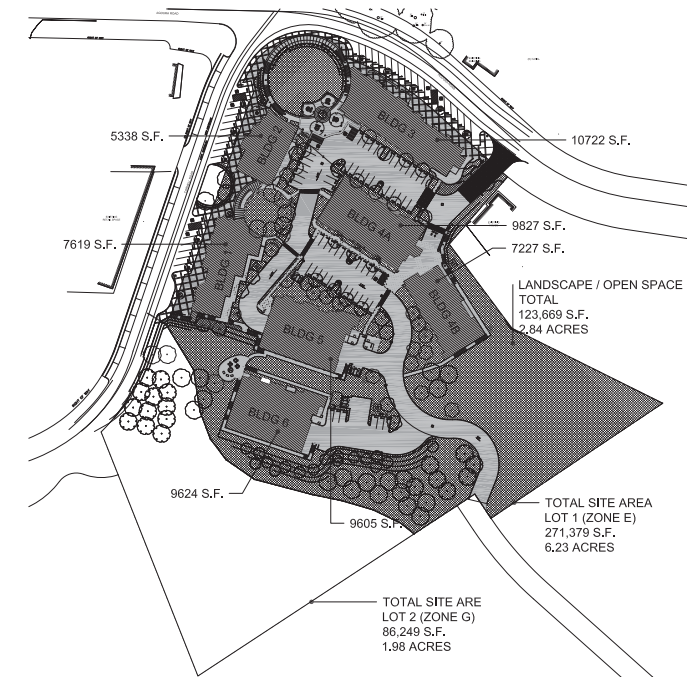 5338 S.F.
BLDG 2
BLDG 3
10722 S.F.
7619 S.F.
BLDG 1
BLDG 4A
9827 S.F.
7227 S.F.
BLDG 4B
LANDSCAPE / OPEN SPACE
TOTAL
123,669 S.F.
2.84 ACRES
BLDG 5
BLDG 6
9624 S.F.
9605 S.F.
TOTAL SITE AREA
LOT 1 (ZONE E)
271,379 S.F.
6.23 ACRES
TOTAL SITE ARE
LOT 2 (ZONE G)
86,249 S.F.
1.98 ACRES